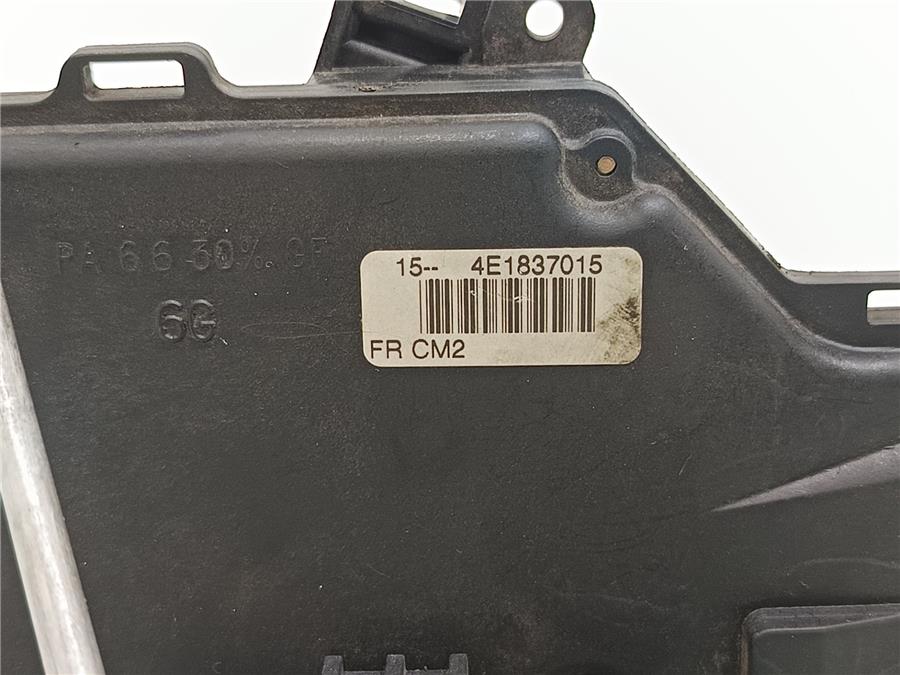 PA 66 30% GF
6G
15-- 4E1837015
FR CM2